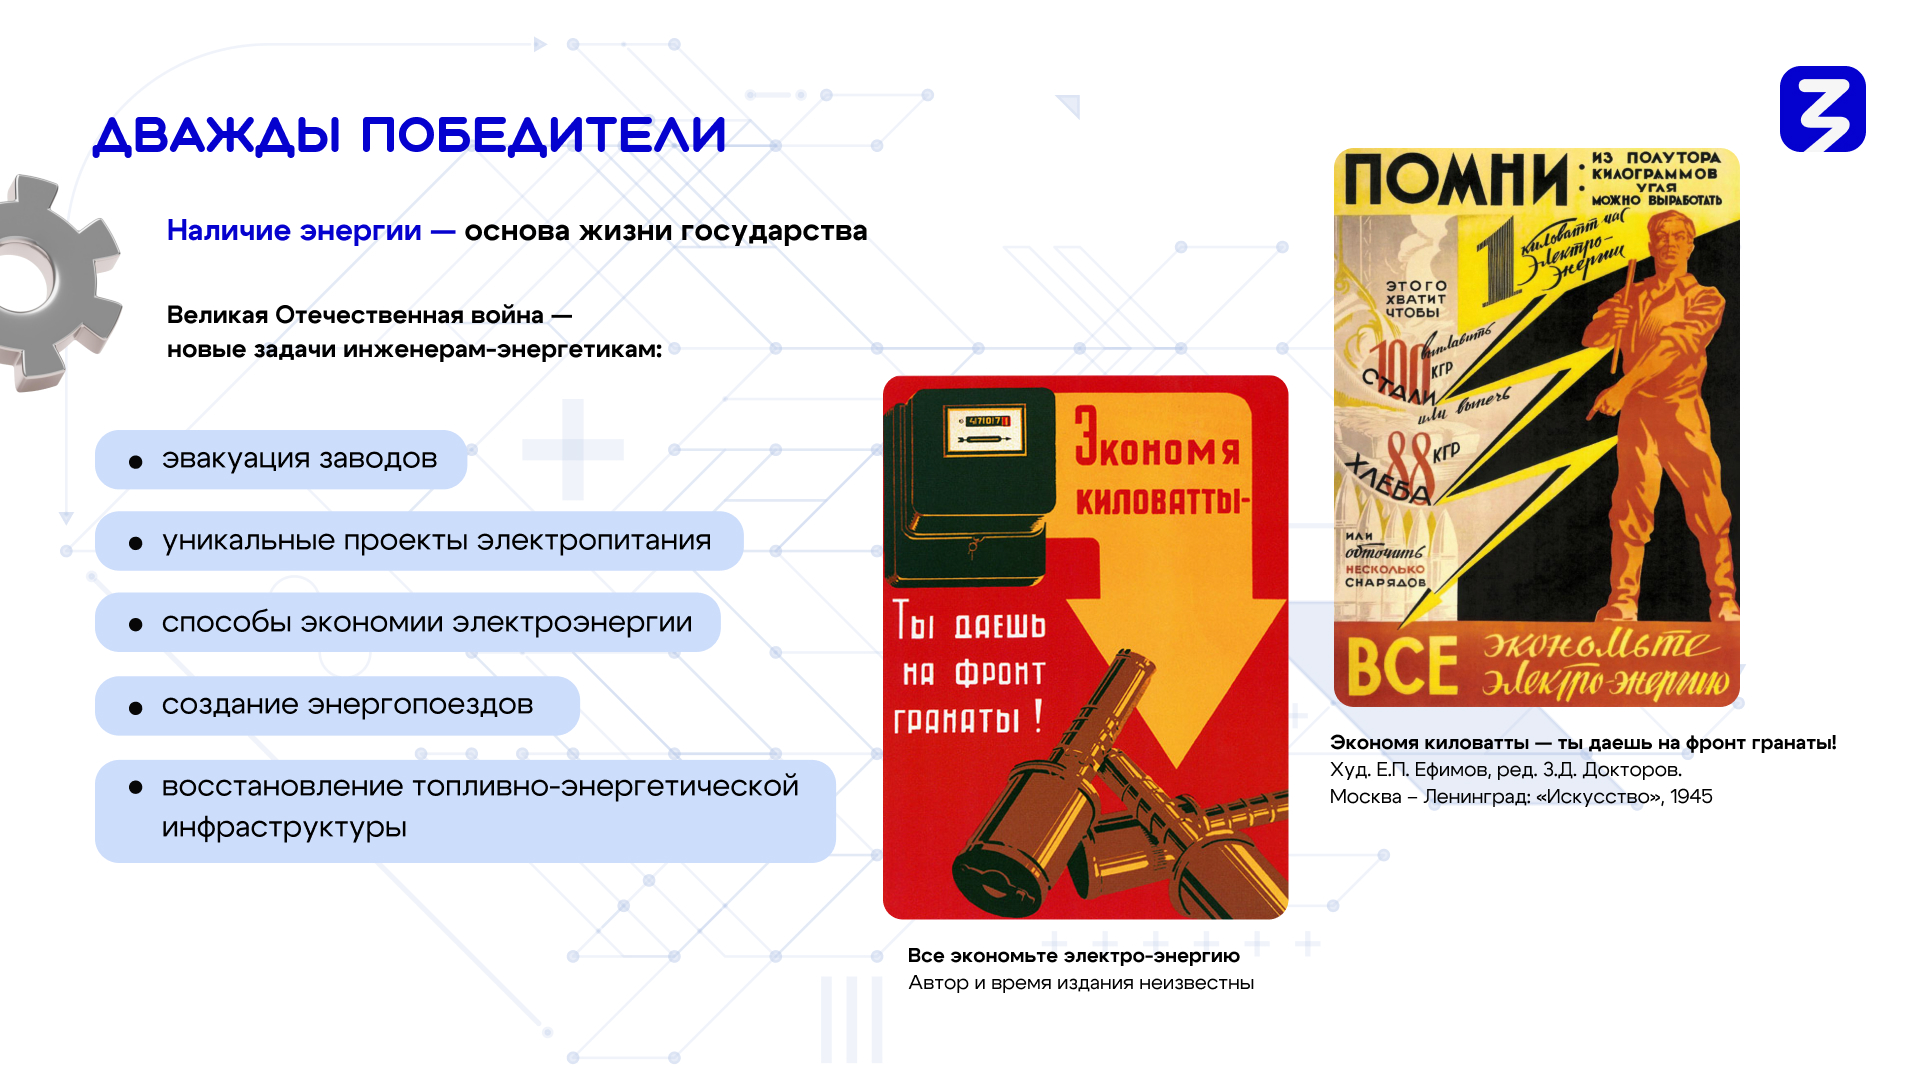 ДВАЖДЫ ПОБЕДИТЕЛИ
Наличие энергии — основа жизни государства
Великая Отечественная война —
новые задачи инженерам-энергетикам:
• эвакуация заводов
• уникальные проекты электропитания
• способы экономии электроэнергии
• создание энергопоездов
• восстановление топливно-энергетической
инфраструктуры
471017
Экономя
киловатты-
Ты даешь
на фронт
гранаты !
Все экономьте электро-энергию
Автор и время издания неизвестны
ПОМНИ:
ИЗ ПОЛУТОРА
КИЛОГРАММОВ
УГЛЯ
МОЖНО ВЫРАБОТАТЬ
1 киловатт час
электро-
энергии
ЭТОГО
ХВАТИТ
ЧТОБЫ
выплавить
100 КГР
СТАЛИ
или выпечь
88 КГР
ХЛЕБА
ИЛИ
обточить
НЕСКОЛЬКО
СНАРЯДОВ
ВСЕ экономьте
электро-энергию
Экономя киловатты — ты даешь на фронт гранаты!
Худ. Е.П. Ефимов, ред. З.Д. Докторов.
Москва – Ленинград: «Искусство», 1945